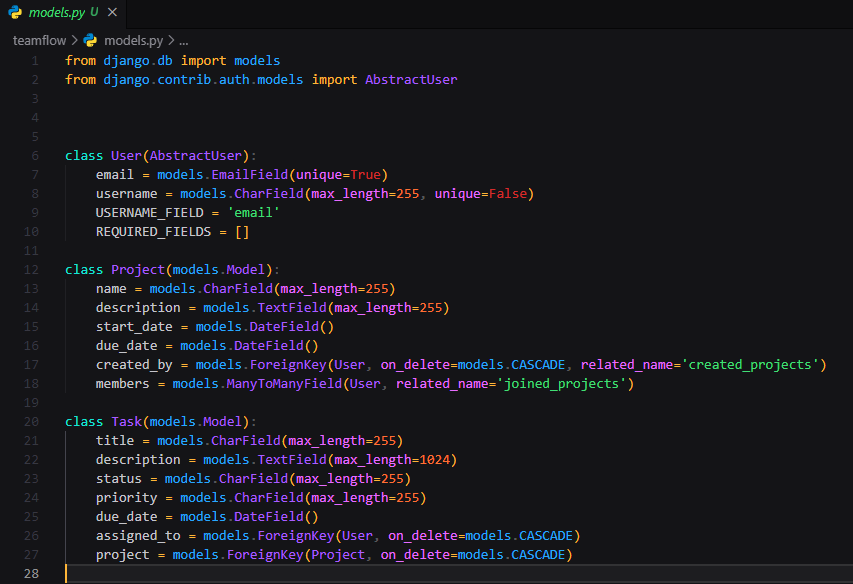 models.py U ×
teamflow > models.py > ...
1 from django.db import models
2 from django.contrib.auth.models import AbstractUser
3
4
5
6 class User(AbstractUser):
7     email = models.EmailField(unique=True)
8     username = models.CharField(max_length=255, unique=False)
9     USERNAME_FIELD = 'email'
10     REQUIRED_FIELDS = []
11
12 class Project(models.Model):
13     name = models.CharField(max_length=255)
14     description = models.TextField(max_length=255)
15     start_date = models.DateField()
16     due_date = models.DateField()
17     created_by = models.ForeignKey(User, on_delete=models.CASCADE, related_name='created_projects')
18     members = models.ManyToManyField(User, related_name='joined_projects')
19
20 class Task(models.Model):
21     title = models.CharField(max_length=255)
22     description = models.TextField(max_length=1024)
23     status = models.CharField(max_length=255)
24     priority = models.CharField(max_length=255)
25     due_date = models.DateField()
26     assigned_to = models.ForeignKey(User, on_delete=models.CASCADE)
27     project = models.ForeignKey(Project, on_delete=models.CASCADE)
28